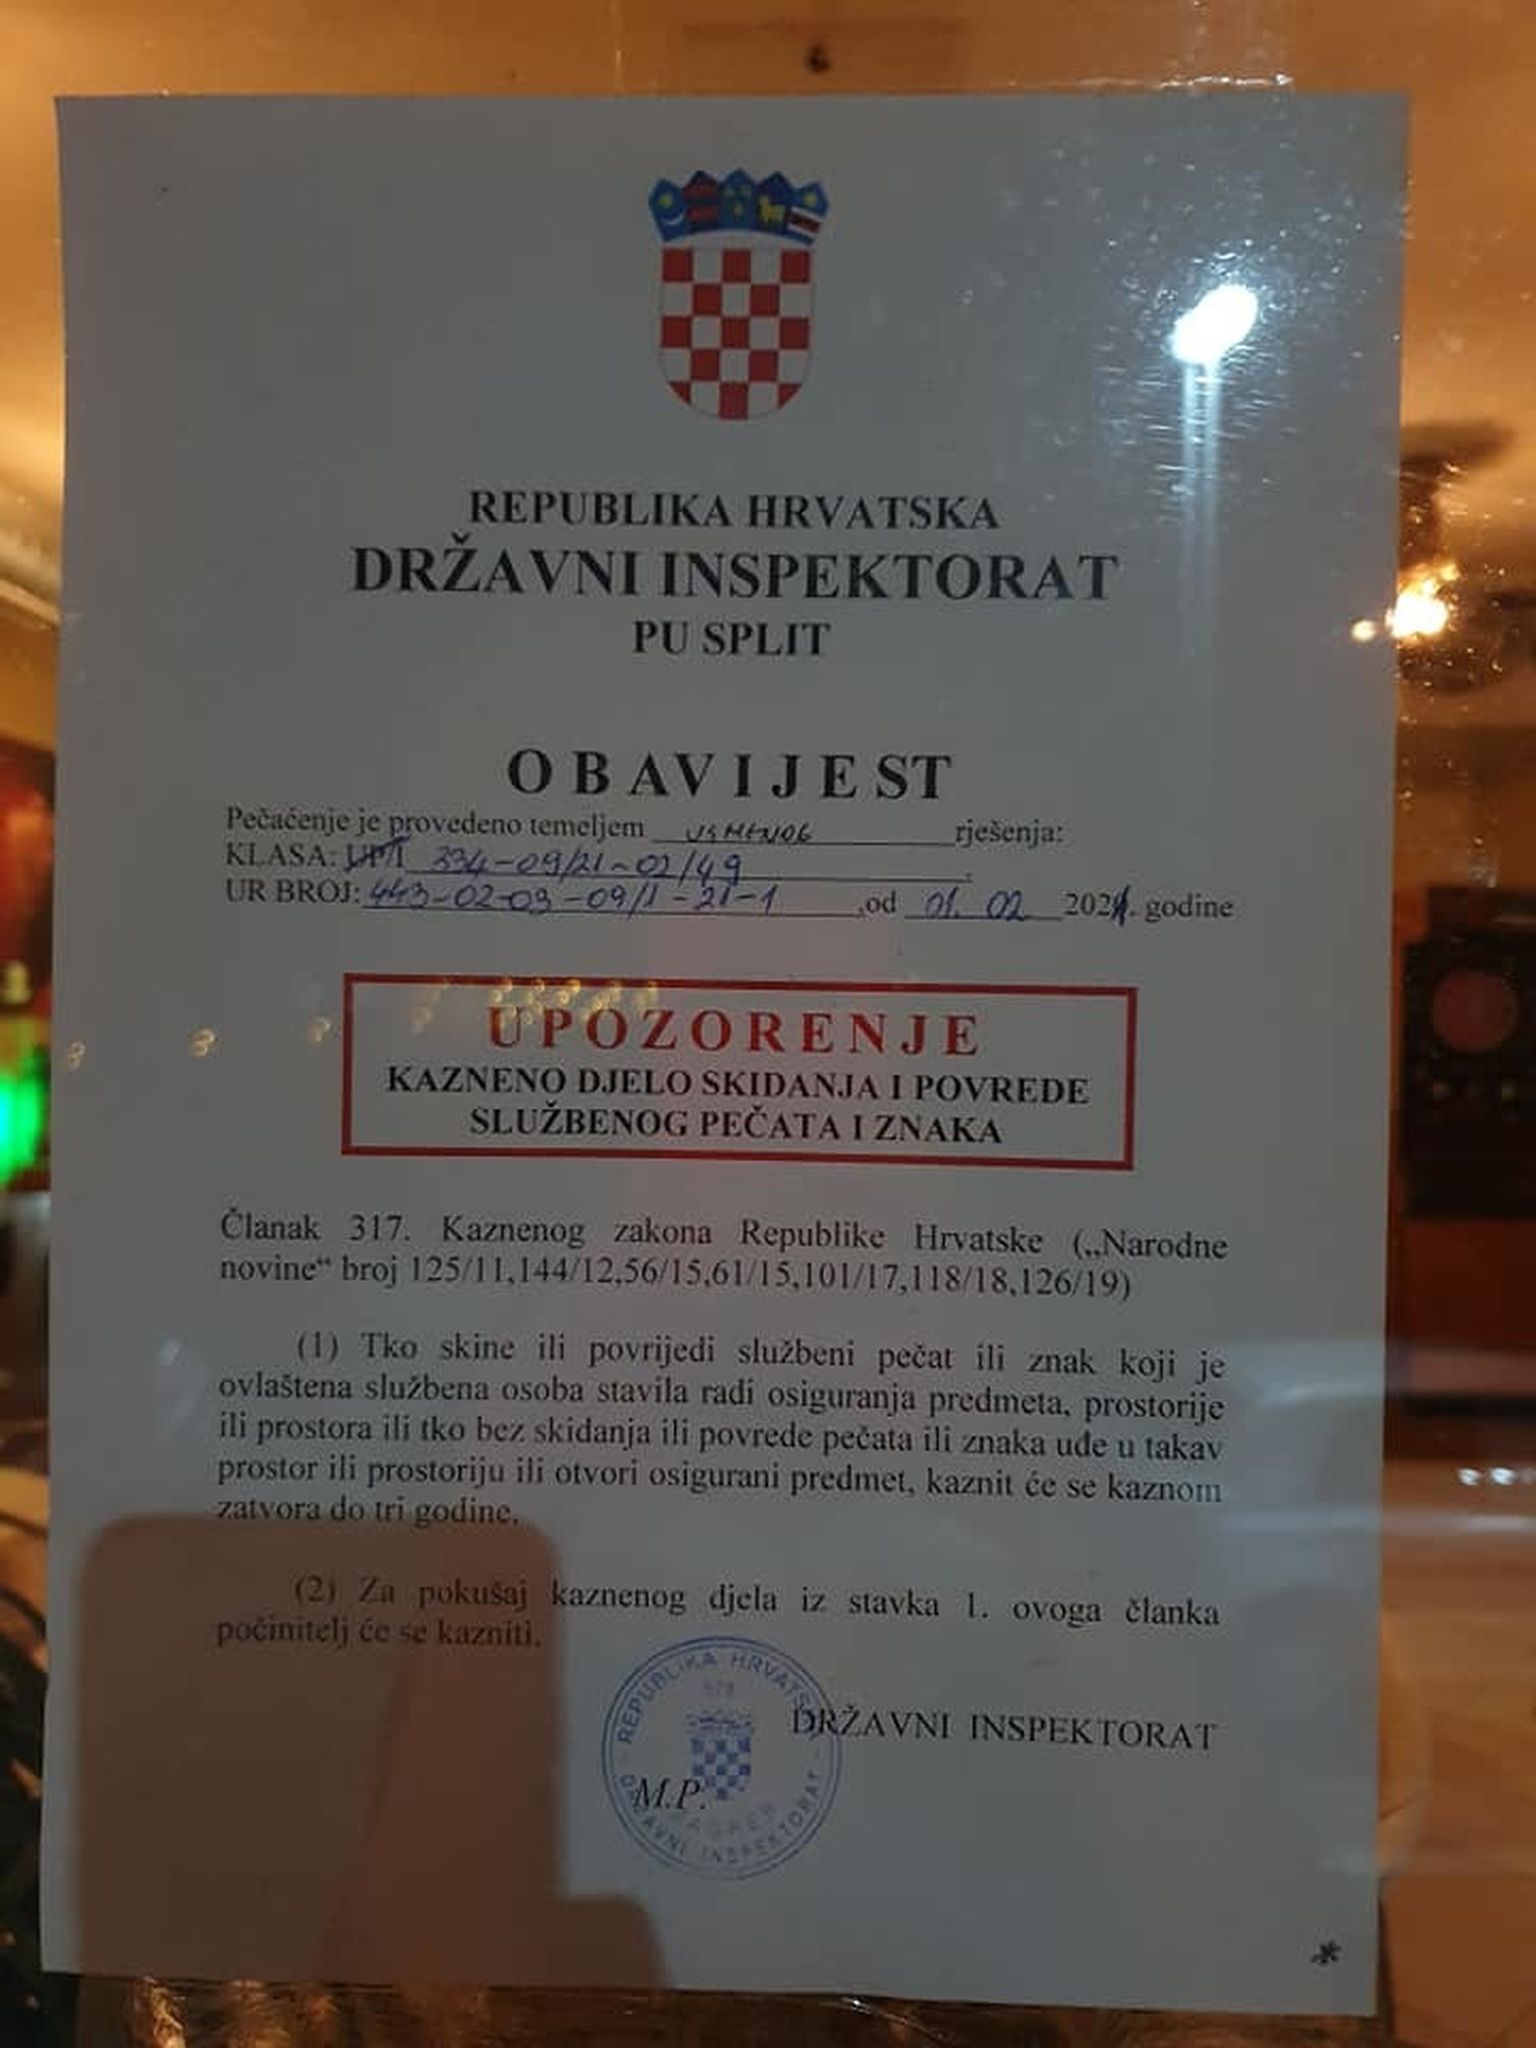 REPUBLIKA HRVATSKA
DRŽAVNI INSPEKTORAT
PU SPLIT
OBAVIJEST
Pečaćenje je provedeno temeljem USMENOG rješenja:
KLASA: UP/I 334-09/21-02/49,
UR BROJ: 443-02-03-09/1-21-1, od 01. 02 2021. godine
UPOZORENJE
KAZNENO DJELO SKIDANJA I POVREDE
SLUŽBENOG PEČATA I ZNAKA
Članak 317. Kaznenog zakona Republike Hrvatske („Narodne
novine“ broj 125/11,144/12,56/15,61/15,101/17,118/18,126/19)
(1) Tko skine ili povrijedi službeni pečat ili znak koji je
ovlaštena službena osoba stavila radi osiguranja predmeta, prostorije
ili prostora ili tko bez skidanja ili povrede pečata ili znaka uđe u takav
prostor ili prostoriju ili otvori osigurani predmet, kaznit će se kaznom
zatvora do tri godine.
(2) Za pokušaj kaznenog djela iz stavka 1. ovoga članka
počinitelj će se kazniti.
REPUBLIKA HRVATSKA
DRŽAVNI INSPEKTORAT
M.P.
ZAGREB
DRŽAVNI INSPEKTORAT
*